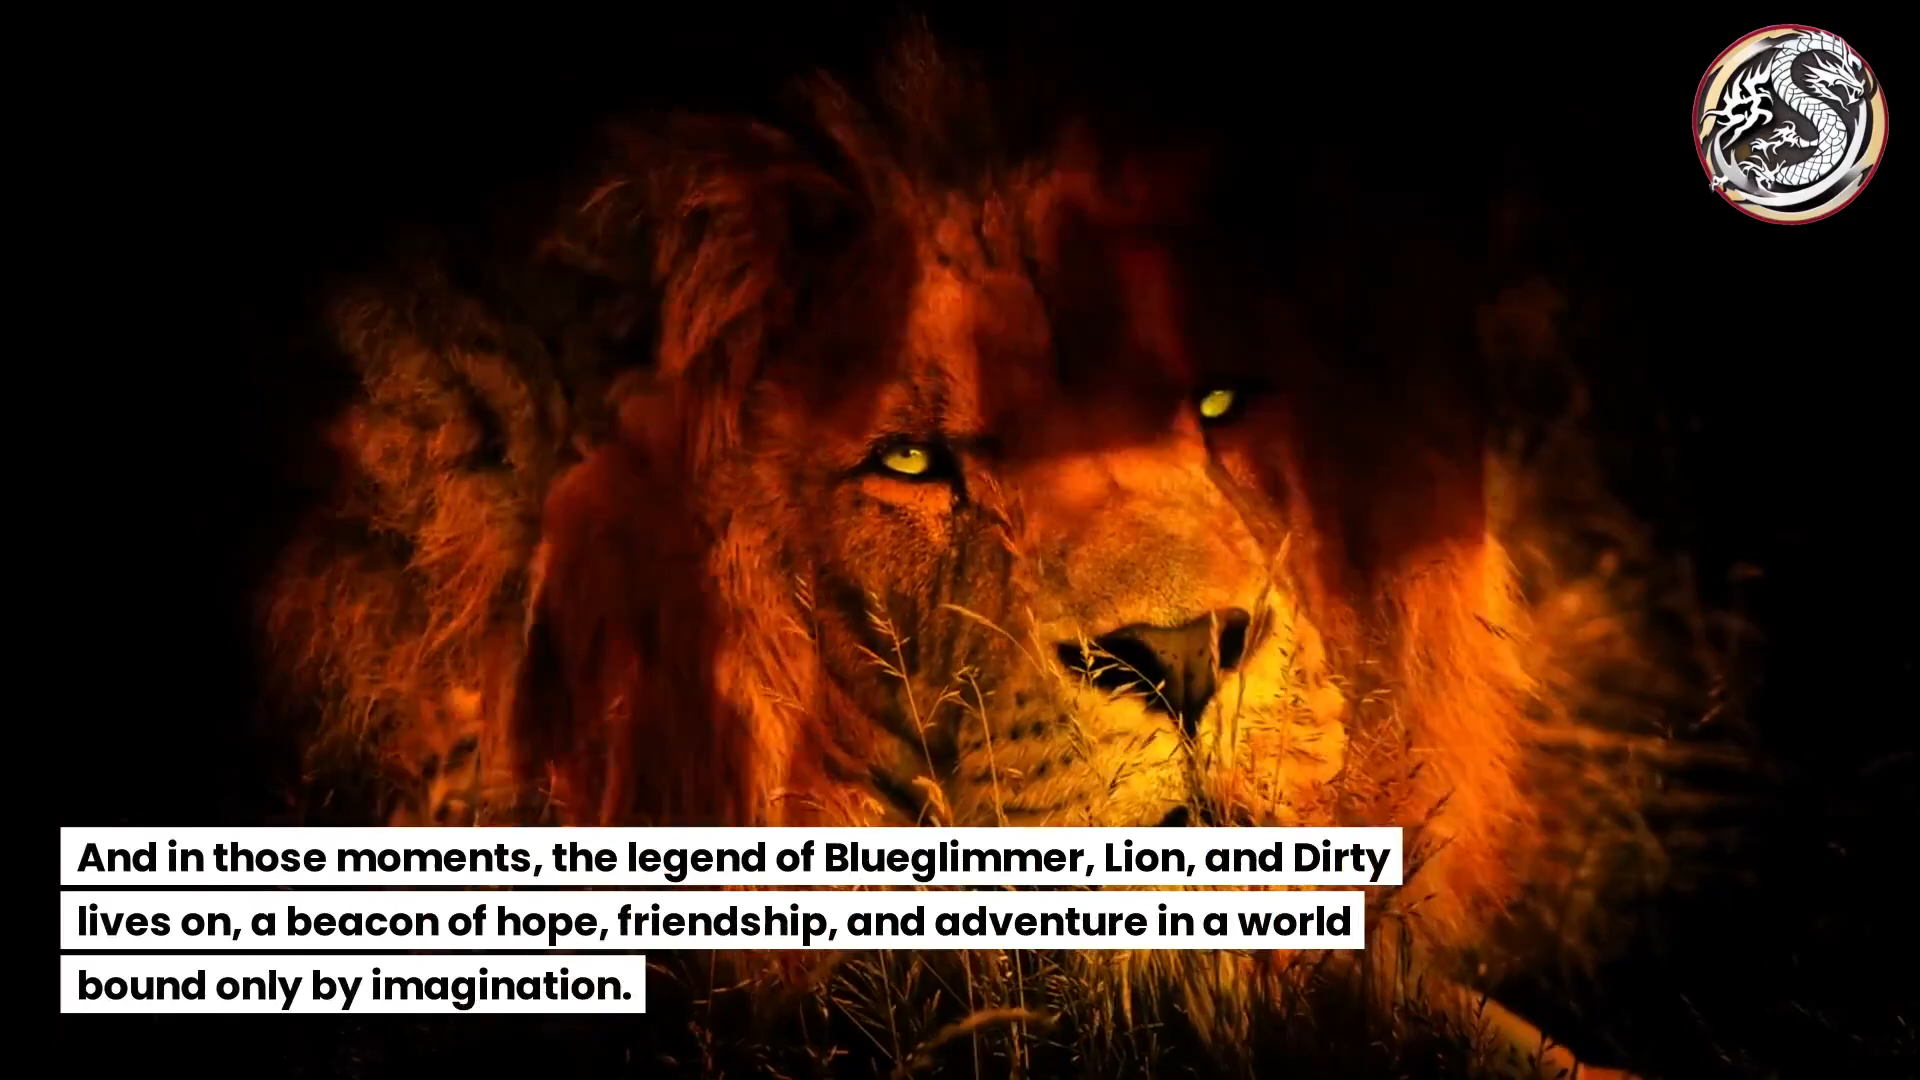 And in those moments, the legend of Blueglimmer, Lion, and Dirty
lives on, a beacon of hope, friendship, and adventure in a world
bound only by imagination.